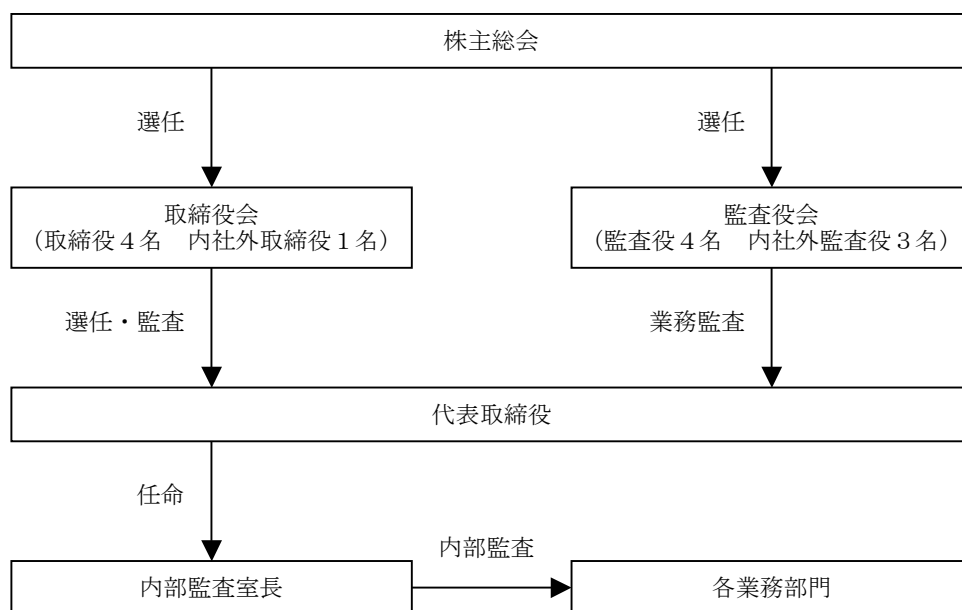 株主総会
選任
選任
取締役会
（取締役４名　内社外取締役１名）
監査役会
（監査役４名　内社外監査役３名）
選任・監査
業務監査
代表取締役
任命
内部監査
内部監査室長
各業務部門